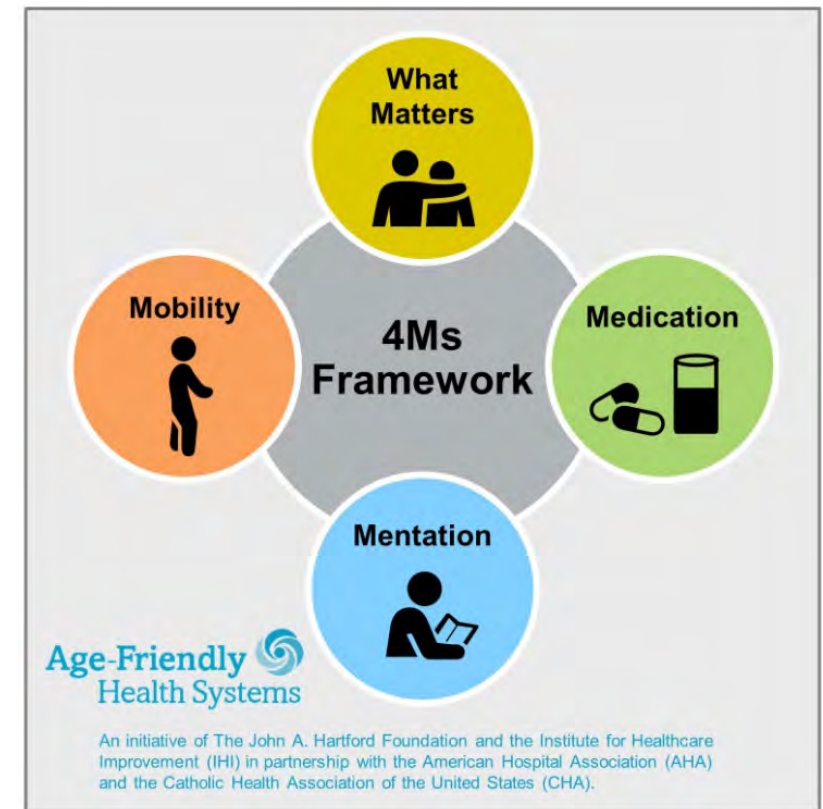 What
Matters
Mobility
Medication
4Ms
Framework
Mentation
Age-Friendly
Health Systems
An initiative of The John A. Hartford Foundation and the Institute for Healthcare
Improvement (IHI) in partnership with the American Hospital Association (AHA)
and the Catholic Health Association of the United States (CHA).